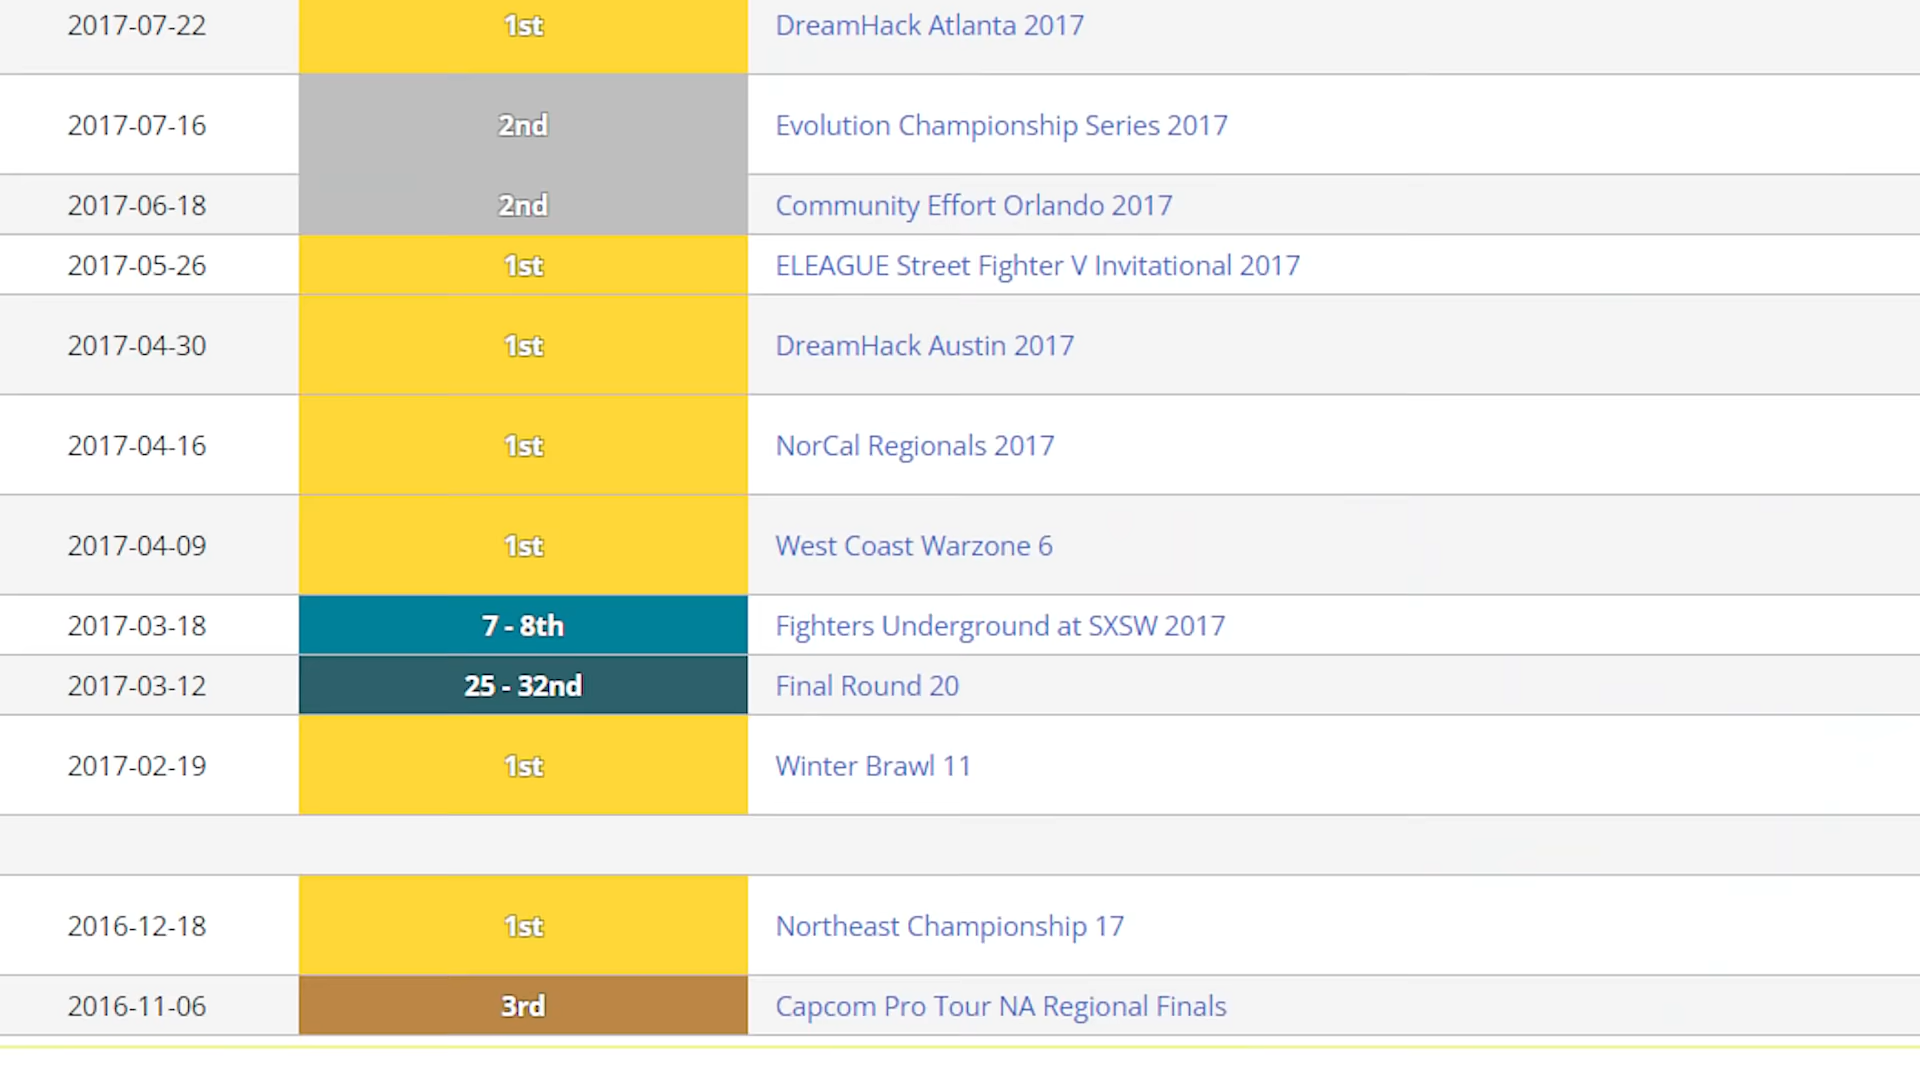 2017-07-22 1st DreamHack Atlanta 2017
2017-07-16 2nd Evolution Championship Series 2017
2017-06-18 2nd Community Effort Orlando 2017
2017-05-26 1st ELEAGUE Street Fighter V Invitational 2017
2017-04-30 1st DreamHack Austin 2017
2017-04-16 1st NorCal Regionals 2017
2017-04-09 1st West Coast Warzone 6
2017-03-18 7 - 8th Fighters Underground at SXSW 2017
2017-03-12 25 - 32nd Final Round 20
2017-02-19 1st Winter Brawl 11
2016-12-18 1st Northeast Championship 17
2016-11-06 3rd Capcom Pro Tour NA Regional Finals